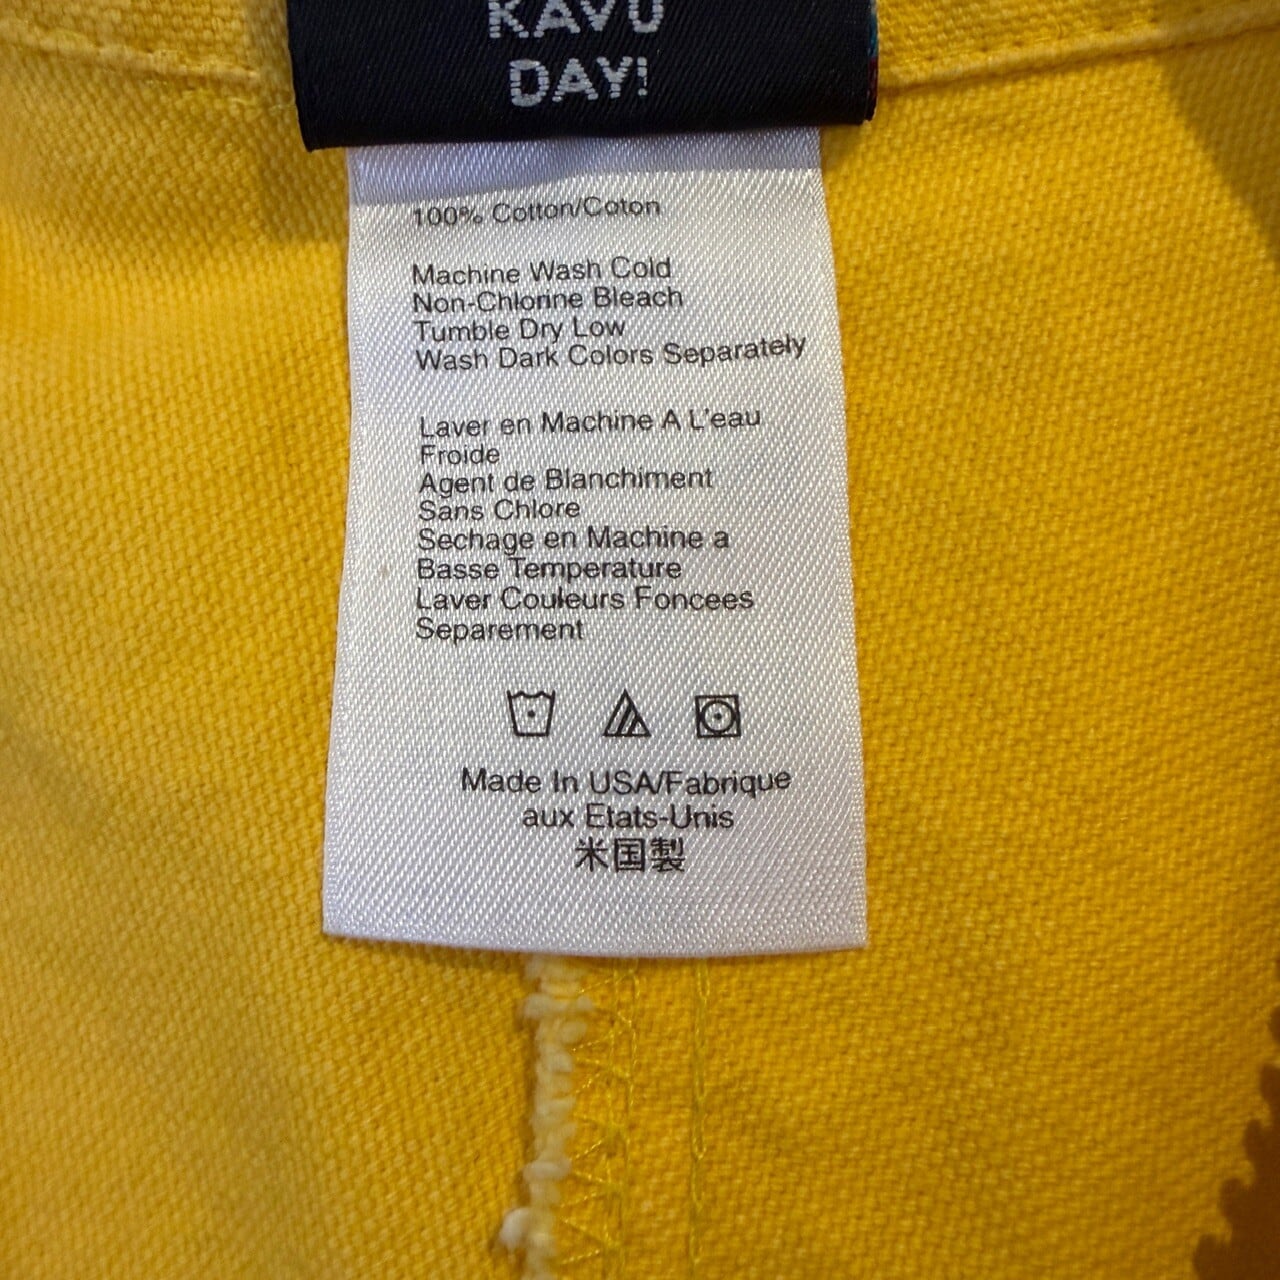 KAVU
DAY!
100% Cotton/Coton
Machine Wash Cold
Non-Chlorine Bleach
Tumble Dry Low
Wash Dark Colors Separately
Laver en Machine A L'eau
Froide
Agent de Blanchiment
Sans Chlore
Sechage en Machine a
Basse Temperature
Laver Couleurs Foncees
Separement
Made In USA/Fabrique
aux Etats-Unis
米国製